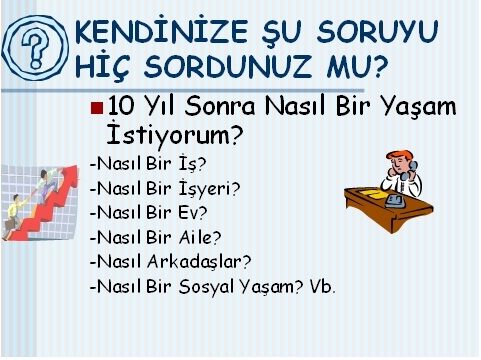 KENDİNİZE ŞU SORUYU
HİÇ SORDUNUZ MU?
10 Yıl Sonra Nasıl Bir Yaşam
İstiyorum?
-Nasıl Bir İş?
-Nasıl Bir İşyeri?
-Nasıl Bir Ev?
-Nasıl Bir Aile?
-Nasıl Arkadaşlar?
-Nasıl Bir Sosyal Yaşam? Vb.